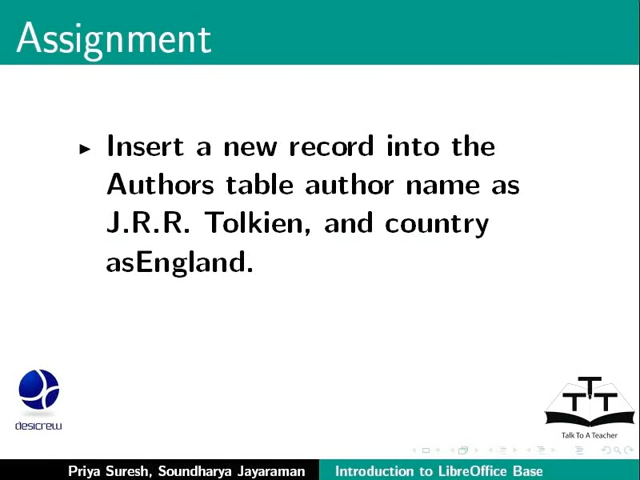 Assignment
Insert a new record into the
Authors table author name as
J.R.R. Tolkien, and country
asEngland.
desicrew
T T T
Talk To A Teacher
Priya Suresh, Soundharya Jayaraman Introduction to LibreOffice Base